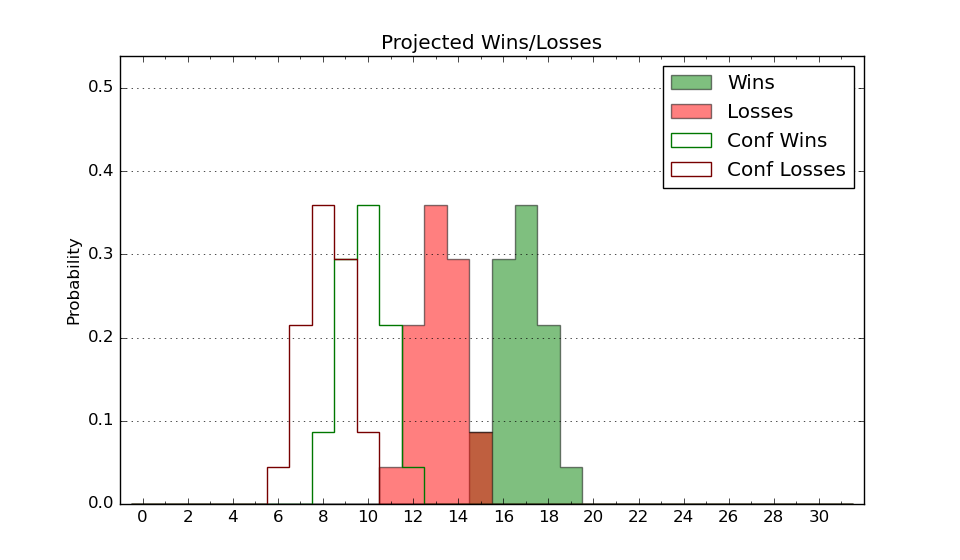 Projected Wins/Losses
Wins
Losses
Conf Wins
Conf Losses
Probability
0.5
0.4
0.3
0.2
0.1
0.0
0 2 4 6 8 10 12 14 16 18 20 22 24 26 28 30